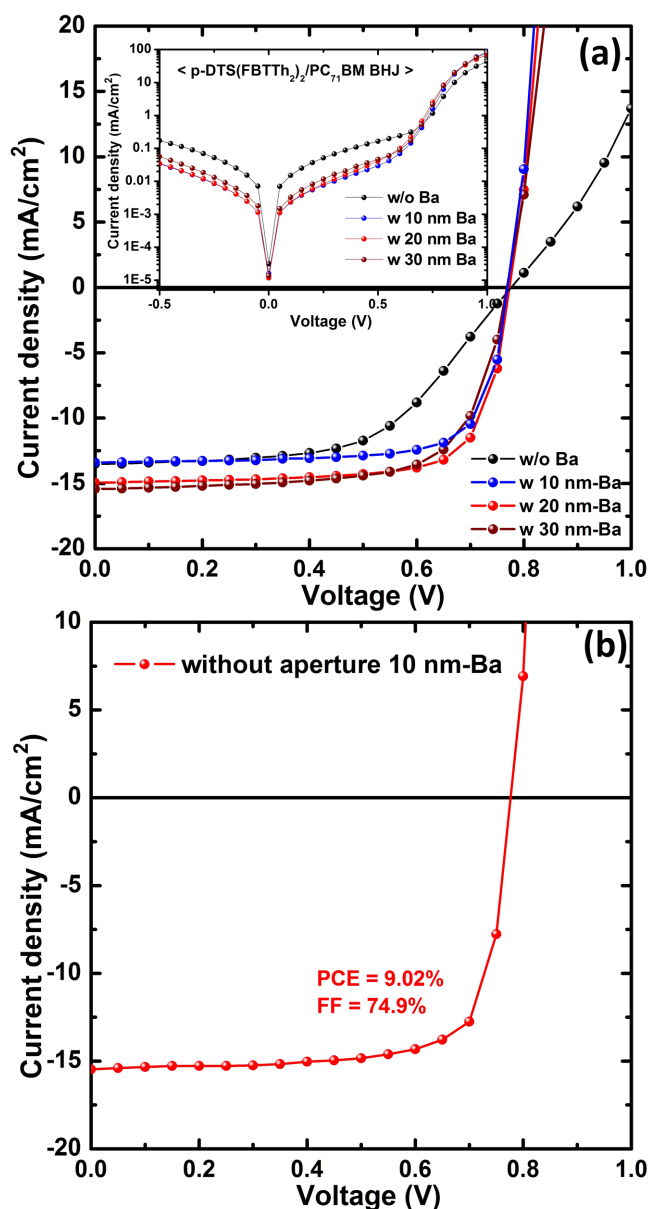 (a)
< p-DTS(FBTTh₂)₂/PC₇₁BM BHJ >
Current density (mA/cm²)
100
10
1
0.1
0.01
1E-3
1E-4
1E-5
w/o Ba
w 10 nm Ba
w 20 nm Ba
w 30 nm Ba
-0.5
0.0
0.5
1.0
Voltage (V)
Current density (mA/cm²)
20
15
10
5
0
-5
-10
-15
-20
w/o Ba
w 10 nm-Ba
w 20 nm-Ba
w 30 nm-Ba
0.0
0.2
0.4
0.6
0.8
1.0
Voltage (V)
(b)
without aperture 10 nm-Ba
Current density (mA/cm²)
10
5
0
-5
-10
-15
-20
PCE = 9.02%
FF = 74.9%
0.0
0.2
0.4
0.6
0.8
1.0
Voltage (V)